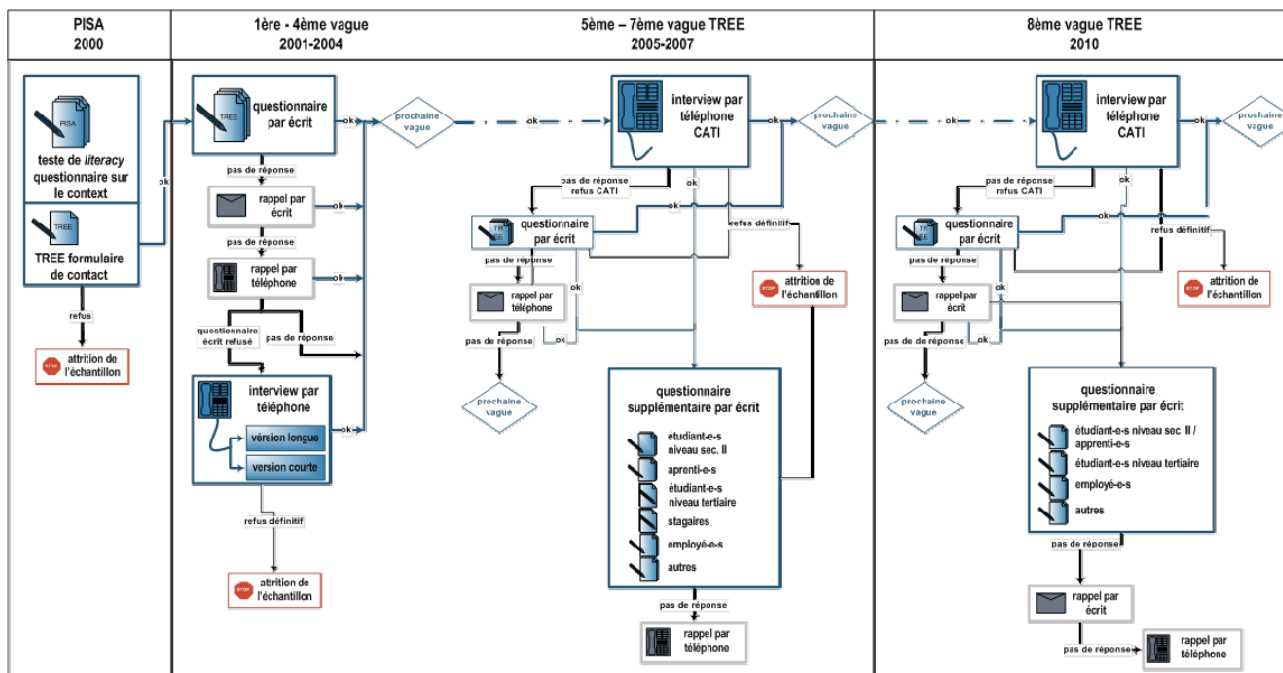 PISA
2000
1ère - 4ème vague
2001-2004
5ème – 7ème vague TREE
2005-2007
8ème vague TREE
2010
PISA
teste de literacy
questionnaire sur
le context
TREE
TREE formulaire
de contact
refus
STOP
attrition de
l'échantillon
ok
TREE
questionnaire
par écrit
ok
pas de réponse
rappel par
écrit
ok
pas de réponse
rappel par
téléphone
ok
questionnaire
écrit refusé
pas de réponse
interview par
téléphone
vérsion longue
version courte
ok
refus définitif
STOP
attrition de
l'échantillon
prochaine
vague
ok
interview par
téléphone
CATI
ok
pas de réponse
refus CATI
ok
ok
TREE
questionnaire
par écrit
refus définitif
STOP
attrition de
l'échantillon
pas de réponse
ok
rappel par
téléphone
pas de réponse
ok
prochaine
vague
questionnaire
supplémentaire par écrit
étudiant-e-s
niveau sec. II
aprenti-e-s
étudiant-e-s
niveau tertiaire
stagaires
employé-e-s
autres
pas de réponse
rappel par
téléphone
prochaine
vague
ok
interview par
téléphone
CATI
ok
prochaine
vague
pas de réponse
refus CATI
ok
ok
TREE
questionnaire
par écrit
refus définitif
STOP
attrition de
l'échantillon
pas de réponse
ok
rappel par
écrit
pas de réponse
ok
prochaine
vague
questionnaire
supplémentaire par écrit
étudiant-e-s niveau sec II /
apprenti-e-s
étudiant-e-s niveau tertiaire
employé-e-s
autres
pas de réponse
rappel par
écrit
pas de réponse
rappel par
téléphone